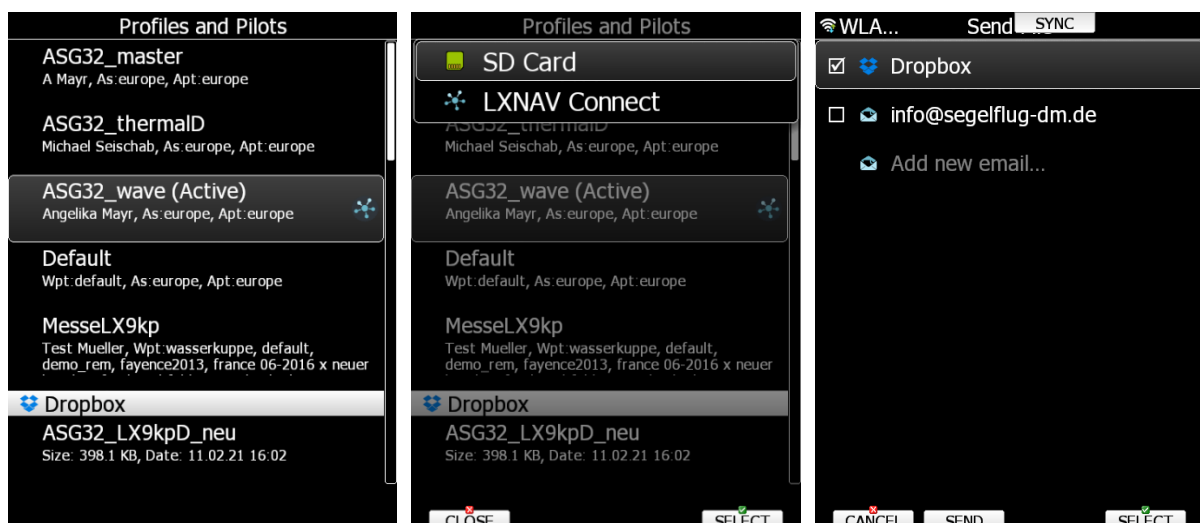 Profiles and Pilots
ASG32_master
A Mayr, As:europe, Apt:europe
ASG32_thermalD
Michael Seischab, As:europe, Apt:europe
ASG32_wave (Active)
Angelika Mayr, As:europe, Apt:europe
Default
Wpt:default, As:europe, Apt:europe
MesseLX9kp
Test Mueller, Wpt:wasserkuppe, default,
demo_rem, fayence2013, france 06-2016 x neuer
Dropbox
ASG32_LX9kpD_neu
Size: 398.1 KB, Date: 11.02.21 16:02
Profiles and Pilots
SD Card
LXNAV Connect
ASG32_thermalD
Michael Seischab, As:europe, Apt:europe
ASG32_wave (Active)
Angelika Mayr, As:europe, Apt:europe
Default
Wpt:default, As:europe, Apt:europe
MesseLX9kp
Test Mueller, Wpt:wasserkuppe, default,
demo_rem, fayence2013, france 06-2016 x neuer
Dropbox
ASG32_LX9kpD_neu
Size: 398.1 KB, Date: 11.02.21 16:02
CLOSE SELECT
WLA... Send SYNC
Dropbox
info@segelflug-dm.de
Add new email...
CANCEL SEND SELECT